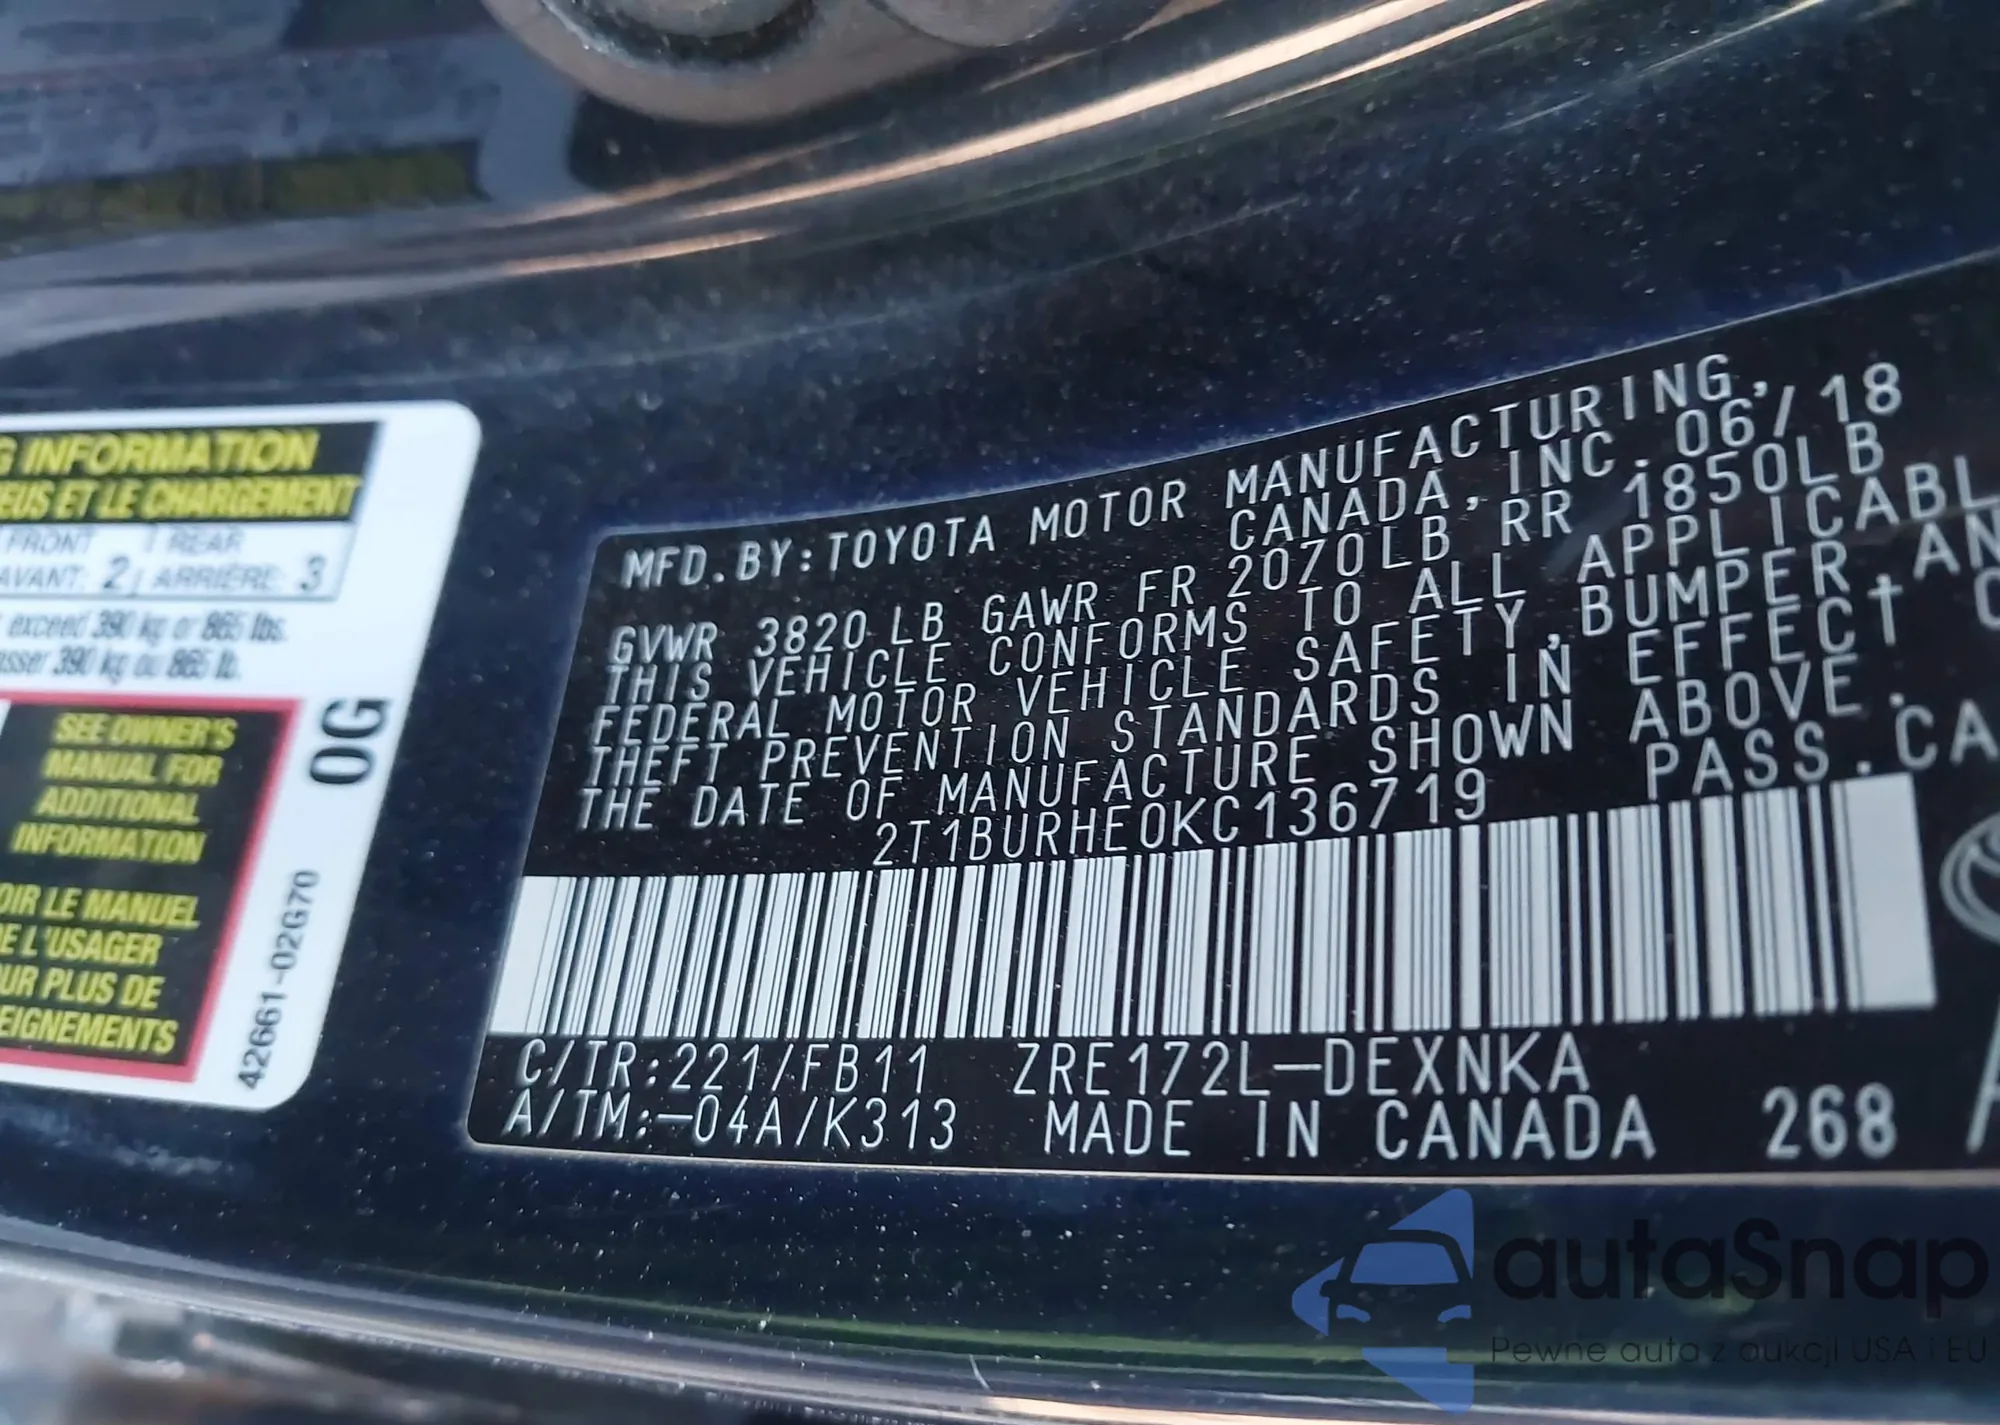 G INFORMATION
EUS ET LE CHARGEMENT
FRONT REAR
AVANT: 2 ARRIÈRE: 3
exceed 390 kg or 865 lbs.
sser 390 kg ou 865 lb.
SEE OWNER'S
MANUAL FOR
ADDITIONAL
INFORMATION
OIR LE MANUEL
DE L'USAGER
UR PLUS DE
EIGNEMENTS
0G
42661-02G70
MFD. BY:TOYOTA MOTOR MANUFACTURING,
CANADA, INC. 06/18
GVWR 3820 LB GAWR FR 2070LB RR 1850LB
THIS VEHICLE CONFORMS TO ALL APPLICABL
FEDERAL MOTOR VEHICLE SAFETY, BUMPER, AN
THEFT PREVENTION STANDARDS IN EFFECT O
THE DATE OF MANUFACTURE SHOWN ABOVE.
2T1BURHE0KC136719 PASS.CA
C/TR:221/FB11 ZRE172L-DEXNKA
A/TM:-04A/K313 MADE IN CANADA 268
autaSnap
Pewne auta z aukcji USA i EU